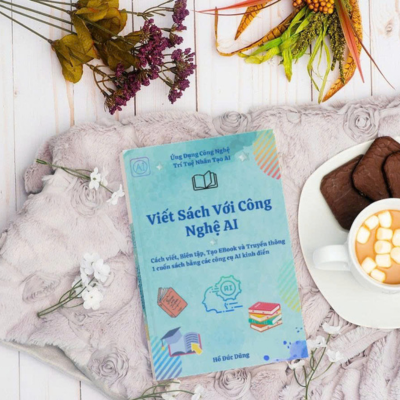 Ứng Dụng Công Nghệ
Trí Tuệ Nhân Tạo AI
AI
Viết Sách Với Công
Nghệ AI
Cách viết, Biên tập, Tạo EBook và Truyền thông
1 cuốn sách bằng các công cụ AI kinh điển
AI
Hồ Đức Dũng